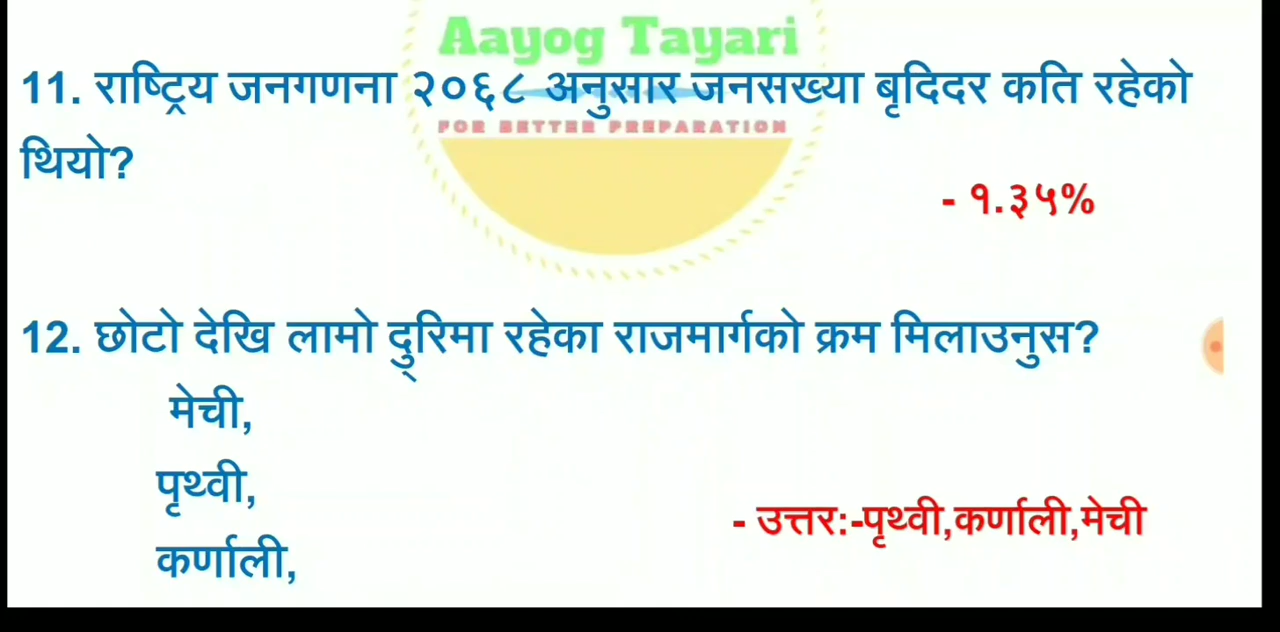 Aayog Tayari
11. राष्ट्रिय जनगणना २०६८ अनुसार जनसख्या बृदिदर कति रहेको
FOR BETTER PREPARATION
थियो?
- १.३५%
12. छोटो देखि लामो दु्रिमा रहेका राजमार्गको क्रम मिलाउनुस?
मेची,
पृथ्वी,
- उत्तर:-पृथ्वी,कर्णाली,मेची
कर्णाली,